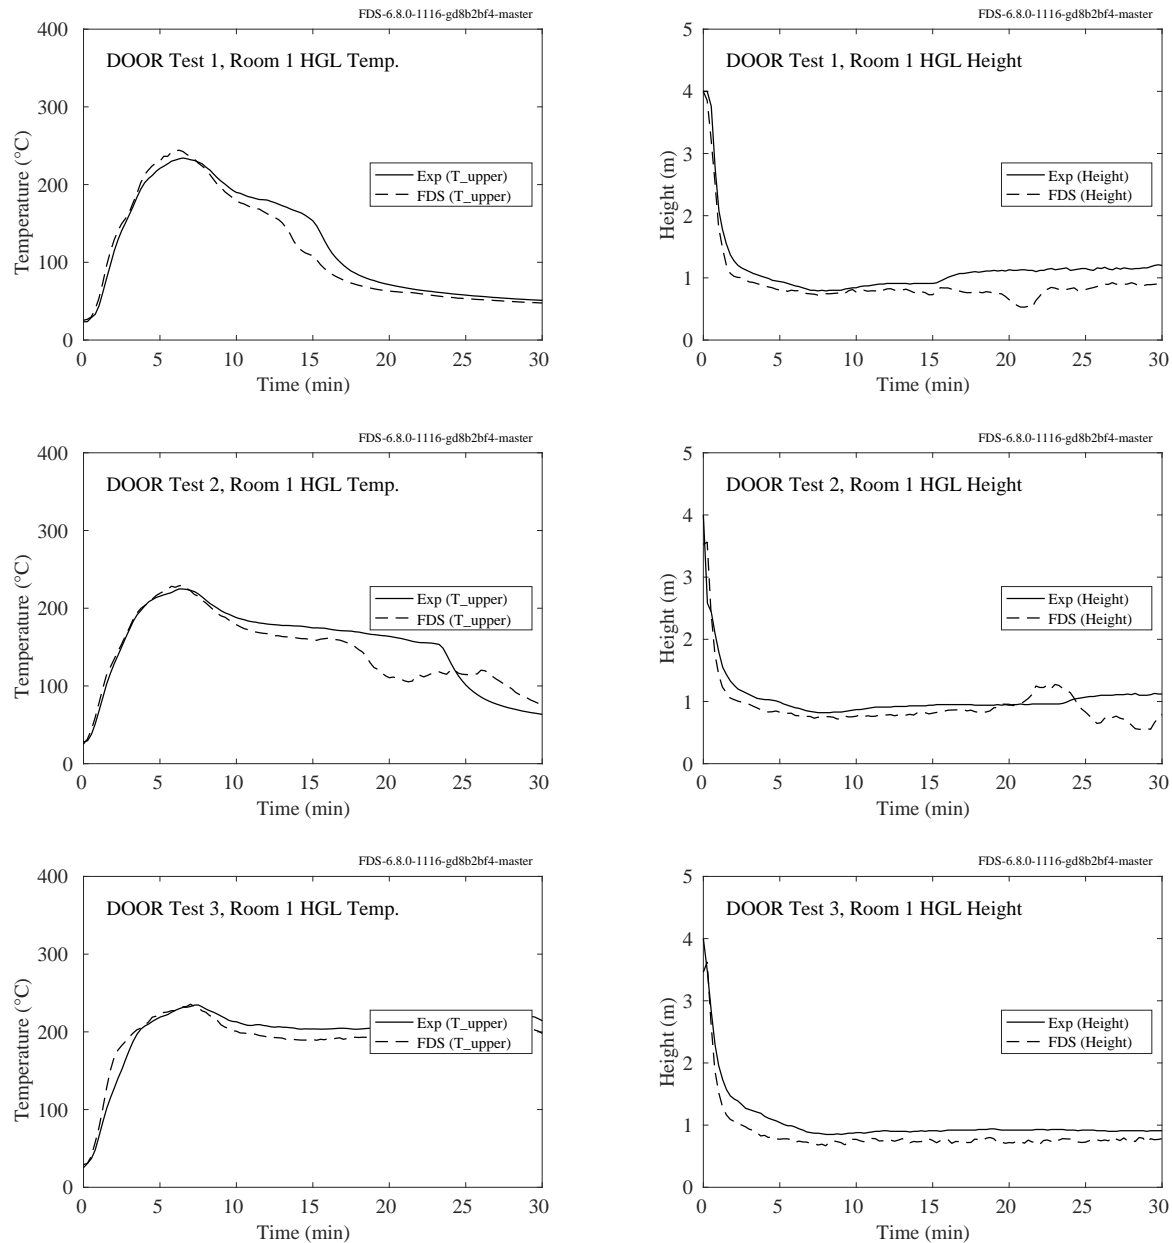 FDS-6.8.0-1116-gd8b2bf4-master
DOOR Test 1, Room 1 HGL Temp.
400
300
200
100
0
Temperature (°C)
Exp (T_upper)
FDS (T_upper)
0 5 10 15 20 25 30
Time (min)
FDS-6.8.0-1116-gd8b2bf4-master
DOOR Test 1, Room 1 HGL Height
5
4
3
2
1
0
Height (m)
Exp (Height)
FDS (Height)
0 5 10 15 20 25 30
Time (min)
FDS-6.8.0-1116-gd8b2bf4-master
DOOR Test 2, Room 1 HGL Temp.
400
300
200
100
0
Temperature (°C)
Exp (T_upper)
FDS (T_upper)
0 5 10 15 20 25 30
Time (min)
FDS-6.8.0-1116-gd8b2bf4-master
DOOR Test 2, Room 1 HGL Height
5
4
3
2
1
0
Height (m)
Exp (Height)
FDS (Height)
0 5 10 15 20 25 30
Time (min)
FDS-6.8.0-1116-gd8b2bf4-master
DOOR Test 3, Room 1 HGL Temp.
400
300
200
100
0
Temperature (°C)
Exp (T_upper)
FDS (T_upper)
0 5 10 15 20 25 30
Time (min)
FDS-6.8.0-1116-gd8b2bf4-master
DOOR Test 3, Room 1 HGL Height
5
4
3
2
1
0
Height (m)
Exp (Height)
FDS (Height)
0 5 10 15 20 25 30
Time (min)